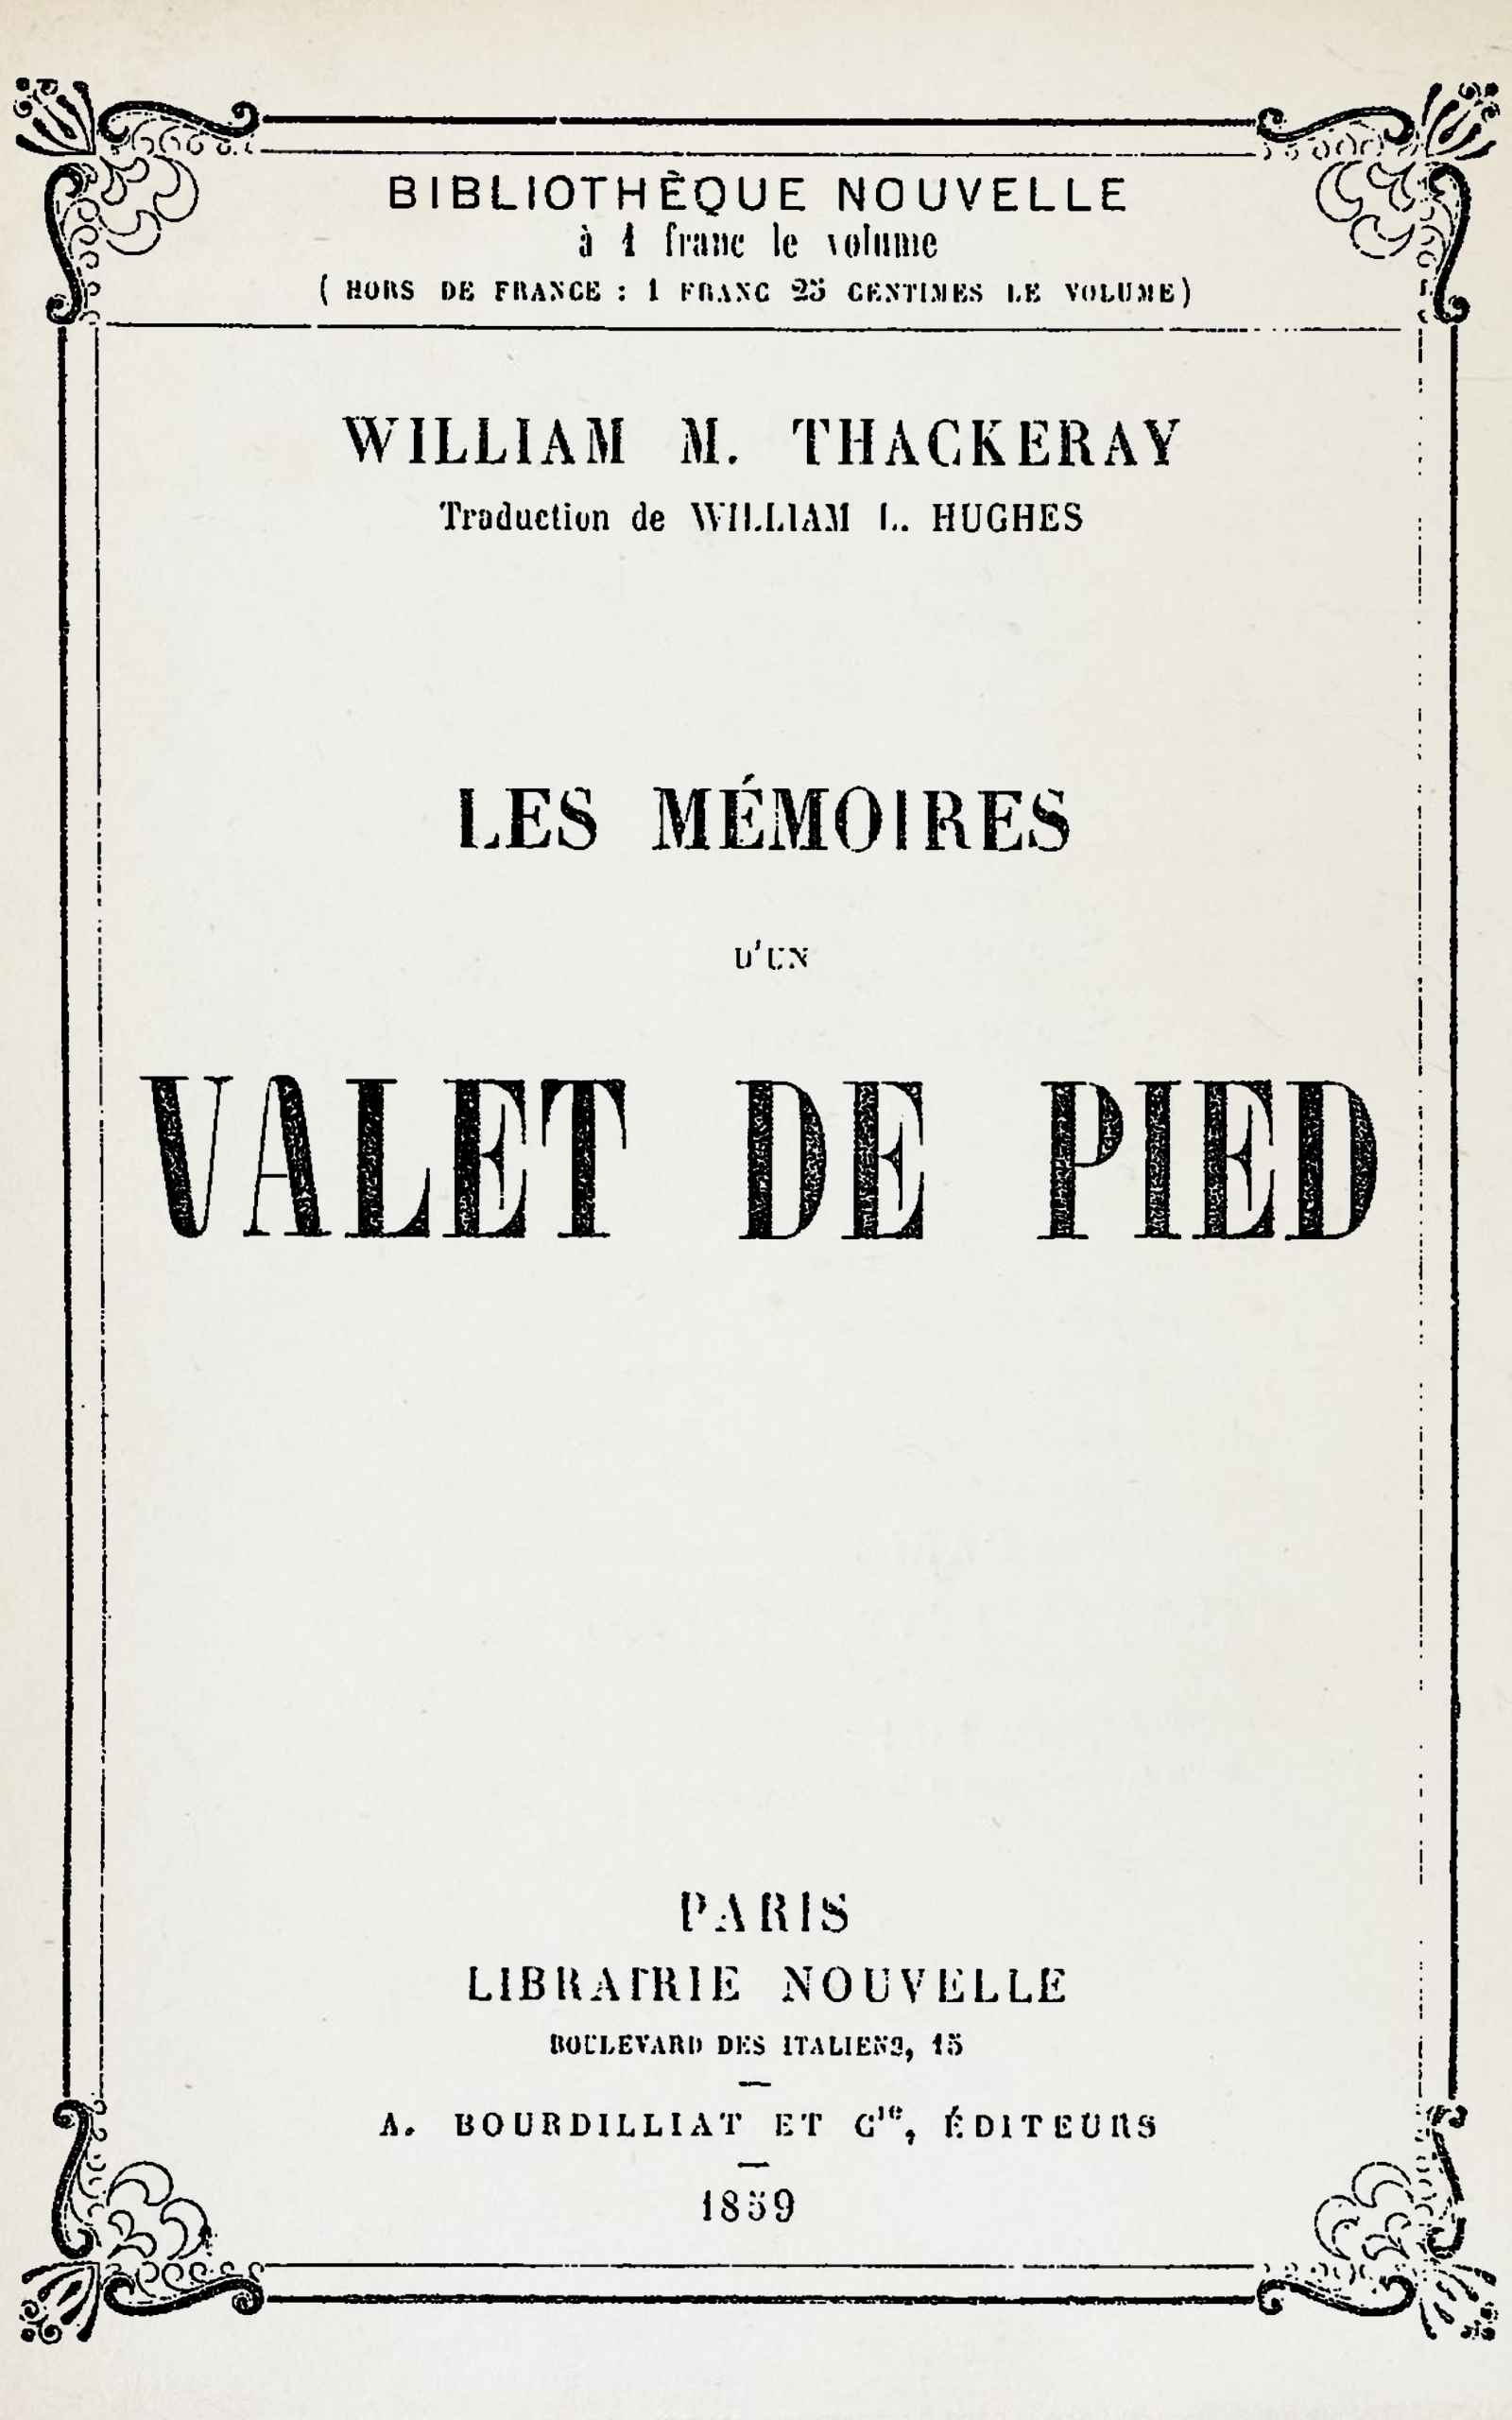 BIBLIOTHÈQUE NOUVELLE
à 1 franc le volume
( HORS DE FRANCE : 1 FRANC 25 CENTIMES LE VOLUME)
WILLIAM M. THACKERAY
Traduction de WILLIAM L. HUGHES
LES MÉMOIRES
D'UN
VALET DE PIED
PARIS
LIBRAIRIE NOUVELLE
BOULEVARD DES ITALIENS, 15
A. BOURDILLIAT ET Cie, ÉDITEURS
1859